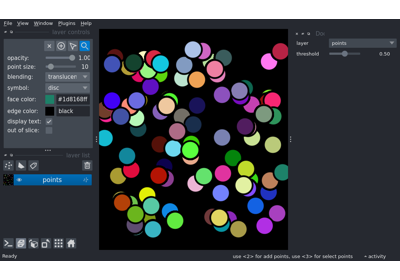 File View Window Plugins Help
layer controls
opacity: 1.00
point size: 10
blending: translucen
symbol: disc
face color: #1d8168ff
edge color: black
display text:
out of slice:
layer list
points
layer points
threshold 0.50
Ready use <2> for add points, use <3> for select points activity